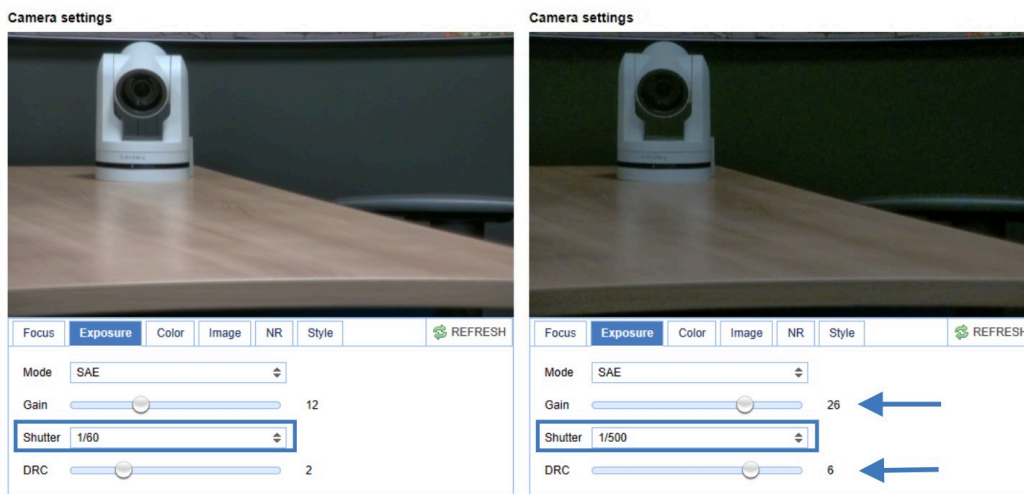 Camera settings
Focus Exposure Color Image NR Style REFRESH
Mode SAE
Gain 12
Shutter 1/60
DRC 2
Camera settings
Focus Exposure Color Image NR Style REFRESH
Mode SAE
Gain 26
Shutter 1/500
DRC 6